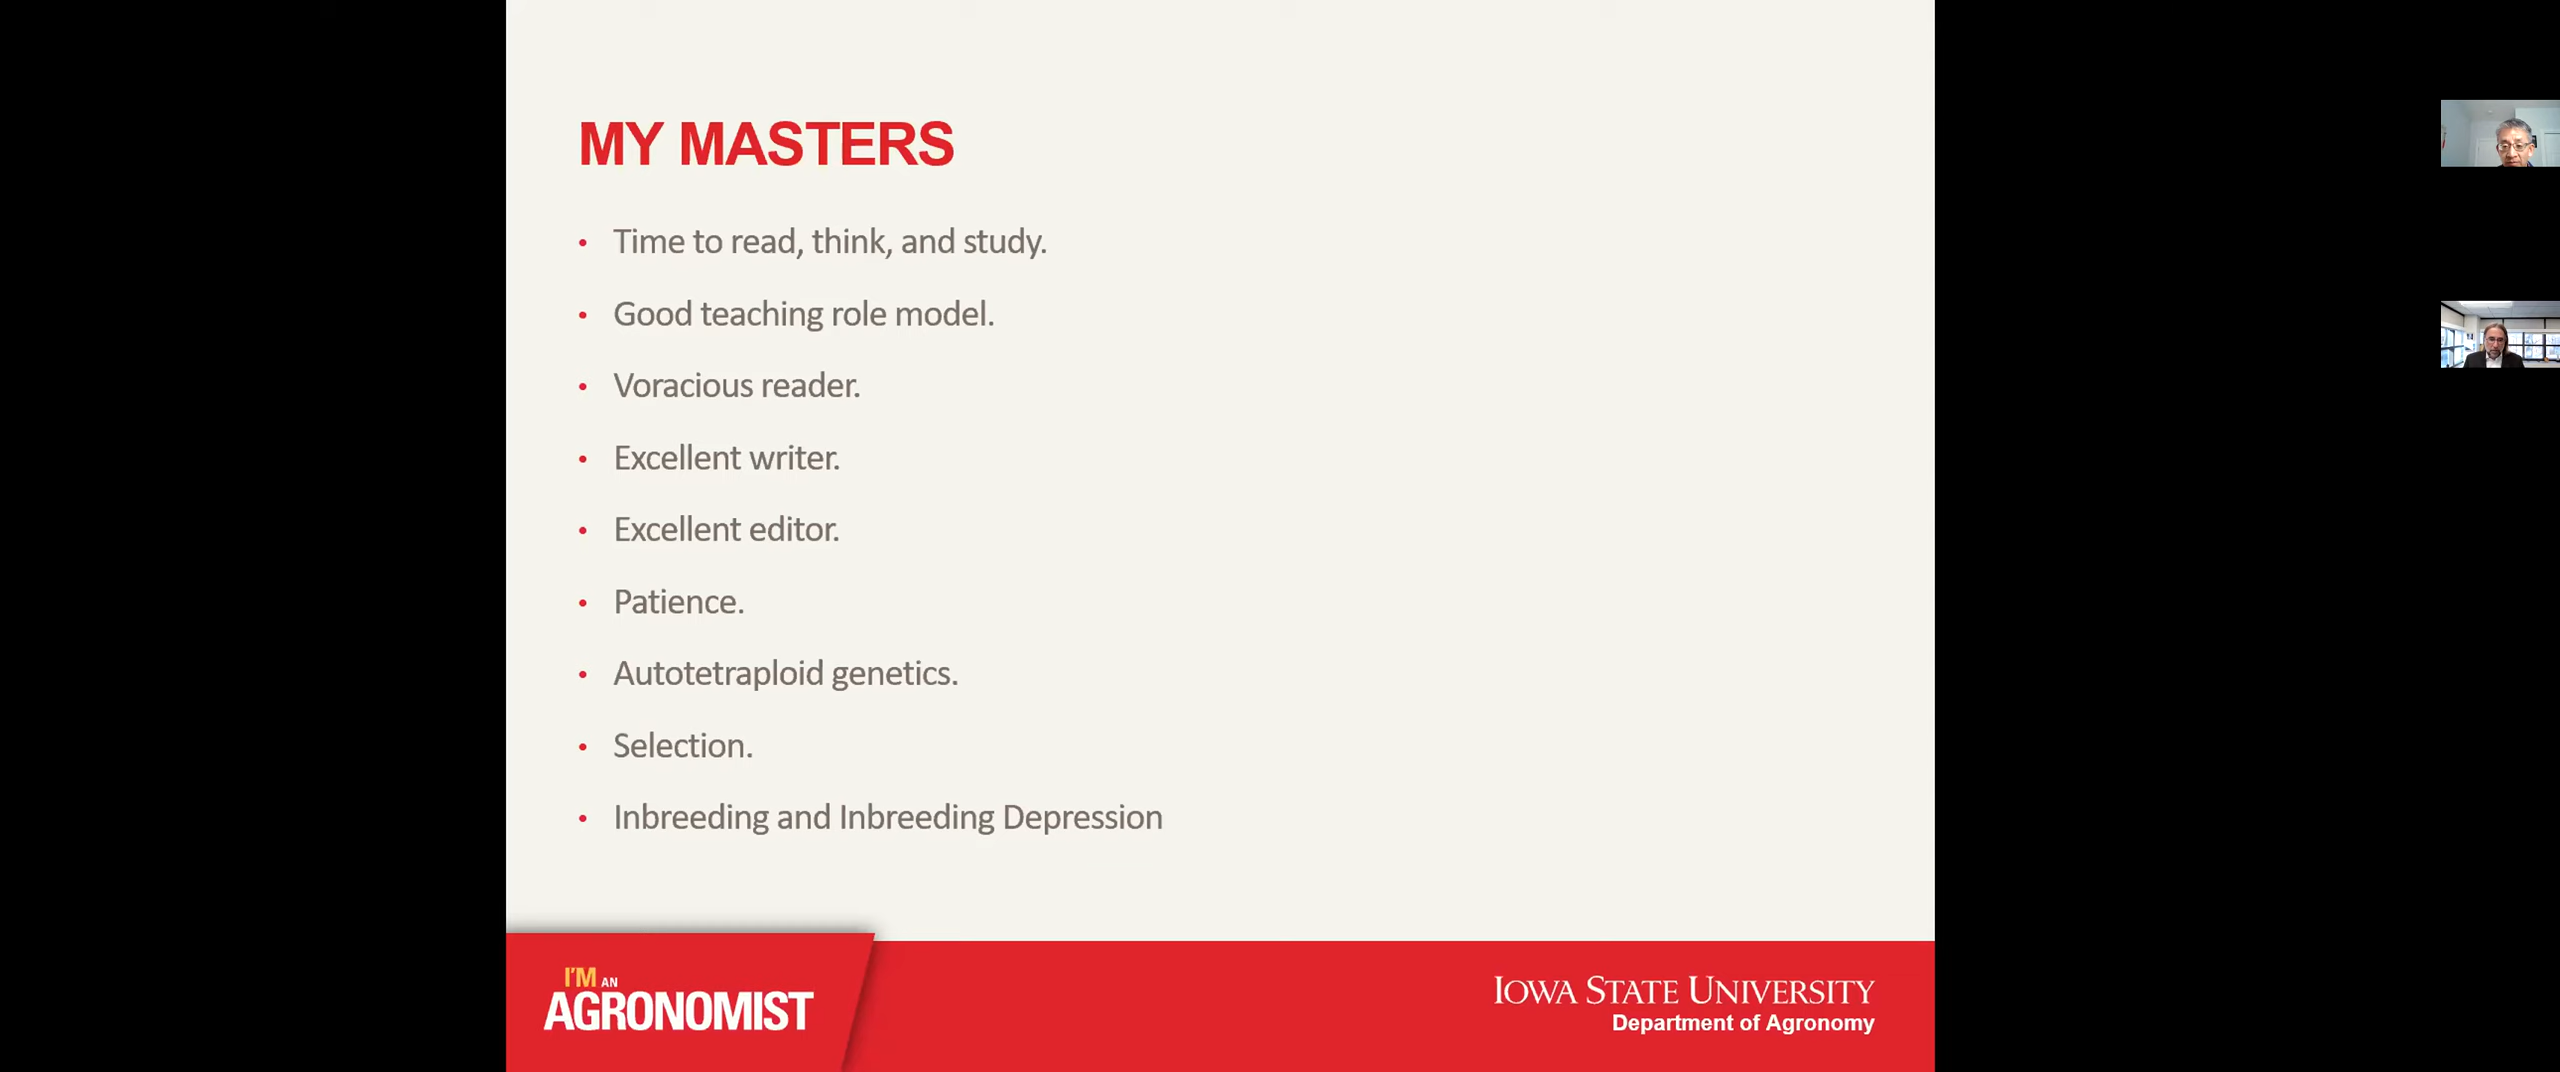 MY MASTERS
• Time to read, think, and study.
• Good teaching role model.
• Voracious reader.
• Excellent writer.
• Excellent editor.
• Patience.
• Autotetraploid genetics.
• Selection.
• Inbreeding and Inbreeding Depression
I'M AN
AGRONOMIST
IOWA STATE UNIVERSITY
Department of Agronomy